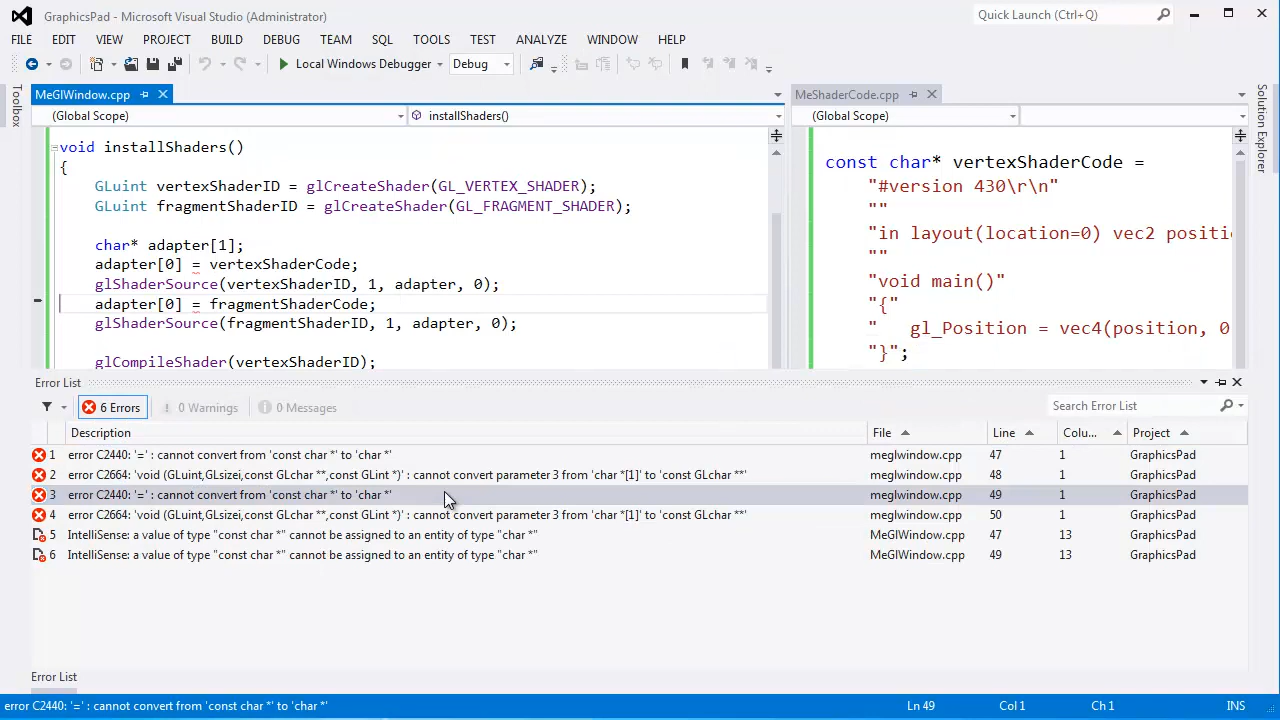 GraphicsPad - Microsoft Visual Studio (Administrator)
Quick Launch (Ctrl+Q)
FILE EDIT VIEW PROJECT BUILD DEBUG TEAM SQL TOOLS TEST ANALYZE WINDOW HELP
Local Windows Debugger Debug
Toolbox
MeGlWindow.cpp
(Global Scope) installShaders()
void installShaders()
{
GLuint vertexShaderID = glCreateShader(GL_VERTEX_SHADER);
GLuint fragmentShaderID = glCreateShader(GL_FRAGMENT_SHADER);
char* adapter[1];
adapter[0] = vertexShaderCode;
glShaderSource(vertexShaderID, 1, adapter, 0);
adapter[0] = fragmentShaderCode;
glShaderSource(fragmentShaderID, 1, adapter, 0);
glCompileShader(vertexShaderID);
MeShaderCode.cpp
(Global Scope)
const char* vertexShaderCode =
"#version 430\r\n"
""
"in layout(location=0) vec2 positi
""
"void main()"
"{"
"   gl_Position = vec4(position, 0
"}";
Solution Explorer
Error List
6 Errors 0 Warnings 0 Messages Search Error List
Description File Line Colu... Project
1 error C2440: '=' : cannot convert from 'const char *' to 'char *' meglwindow.cpp 47 1 GraphicsPad
2 error C2664: 'void (GLuint,GLsizei,const GLchar **,const GLint *)' : cannot convert parameter 3 from 'char *[1]' to 'const GLchar **' meglwindow.cpp 48 1 GraphicsPad
3 error C2440: '=' : cannot convert from 'const char *' to 'char *' meglwindow.cpp 49 1 GraphicsPad
4 error C2664: 'void (GLuint,GLsizei,const GLchar **,const GLint *)' : cannot convert parameter 3 from 'char *[1]' to 'const GLchar **' meglwindow.cpp 50 1 GraphicsPad
5 IntelliSense: a value of type "const char *" cannot be assigned to an entity of type "char *" MeGlWindow.cpp 47 13 GraphicsPad
6 IntelliSense: a value of type "const char *" cannot be assigned to an entity of type "char *" MeGlWindow.cpp 49 13 GraphicsPad
Error List
error C2440: '=' : cannot convert from 'const char *' to 'char *' Ln 49 Col 1 Ch 1 INS